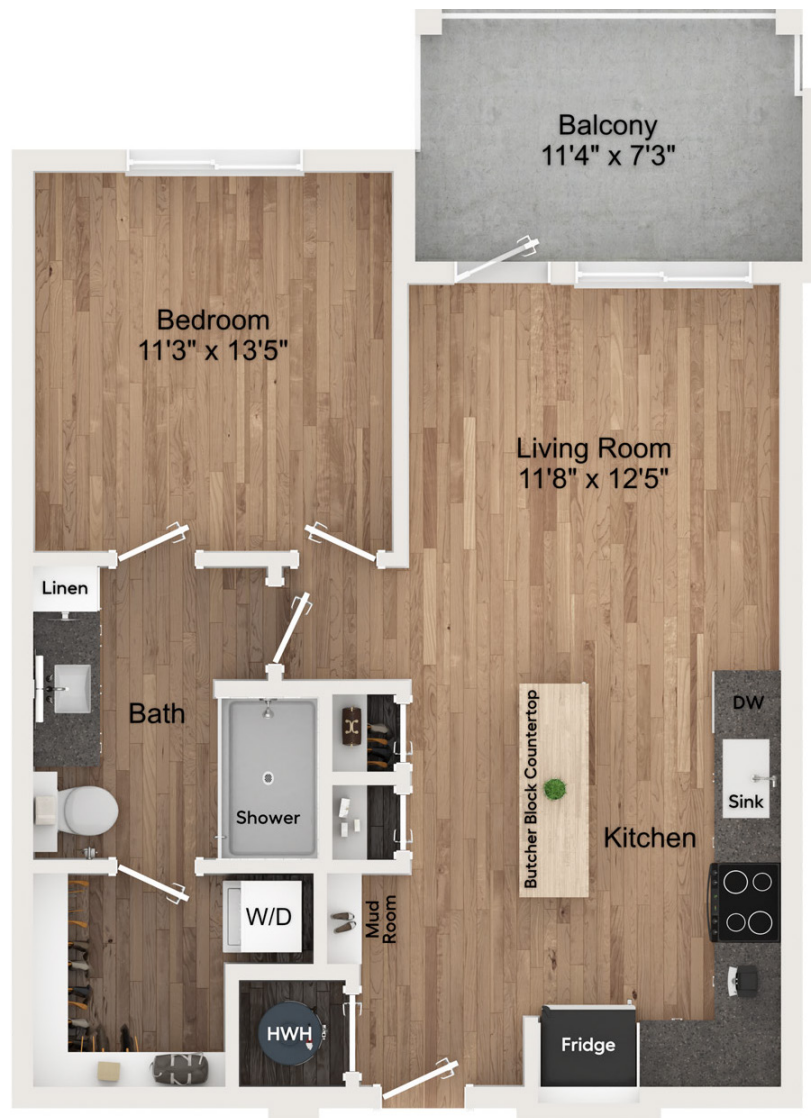 Balcony
11'4" x 7'3"
Bedroom
11'3" x 13'5"
Living Room
11'8" x 12'5"
Linen
Bath
Shower
Butcher Block Countertop
DW
Sink
Kitchen
W/D
Mud
Room
HWH
Fridge